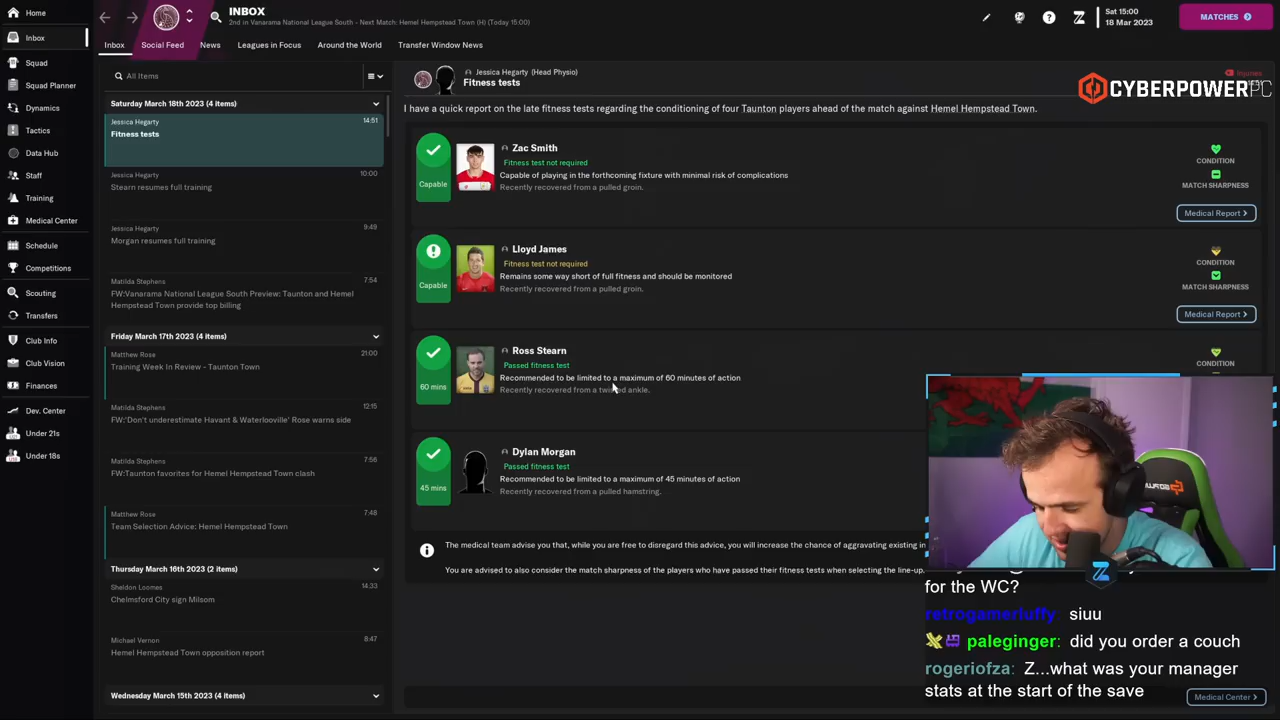 Home
Inbox
Squad
Squad Planner
Dynamics
Tactics
Data Hub
Staff
Training
Medical Center
Schedule
Competitions
Scouting
Transfers
Club Info
Club Vision
Finances
Dev. Center
Under 21s
Under 18s
INBOX
2nd in Vanarama National League South - Next Match: Hemel Hempstead Town (H) (Today 15:00)
Sat 15:00
18 Mar 2023
MATCHES
Inbox
Social Feed
News
Leagues in Focus
Around the World
Transfer Window News
All Items
Saturday March 18th 2023 (4 items)
Jessica Hegarty 14:51
Fitness tests
Jessica Hegarty 10:00
Stearn resumes full training
Jessica Hegarty 9:49
Morgan resumes full training
Matilda Stephens 7:54
FW:Vanarama National League South Preview: Taunton and Hemel
Hempstead Town provide top billing
Friday March 17th 2023 (4 items)
Matthew Rose 21:00
Training Week In Review - Taunton Town
Matilda Stephens 12:15
FW:'Don't underestimate Havant & Waterlooville' Rose warns side
Matilda Stephens 7:56
FW:Taunton favorites for Hemel Hempstead Town clash
Matthew Rose 7:48
Team Selection Advice: Hemel Hempstead Town
Thursday March 16th 2023 (2 items)
Sheldon Loomes 14:33
Chelmsford City sign Milsom
Michael Vernon 8:47
Hemel Hempstead Town opposition report
Wednesday March 15th 2023 (4 items)
Jessica Hegarty (Head Physio)
Fitness tests
Injuries
CYBERPOWERPC
I have a quick report on the late fitness tests regarding the conditioning of four Taunton players ahead of the match against Hemel Hempstead Town.
Capable
Zac Smith
Fitness test not required
Capable of playing in the forthcoming fixture with minimal risk of complications
Recently recovered from a pulled groin.
CONDITION
MATCH SHARPNESS
Medical Report
Capable
Lloyd James
Fitness test not required
Remains some way short of full fitness and should be monitored
Recently recovered from a pulled groin.
CONDITION
MATCH SHARPNESS
Medical Report
60 mins
Ross Stearn
Passed fitness test
Recommended to be limited to a maximum of 60 minutes of action
Recently recovered from a twisted ankle.
CONDITION
45 mins
Dylan Morgan
Passed fitness test
Recommended to be limited to a maximum of 45 minutes of action
Recently recovered from a pulled hamstring.
The medical team advise you that, while you are free to disregard this advice, you will increase the chance of aggravating existing in
You are advised to also consider the match sharpness of the players who have passed their fitness tests when selecting the line-up.
for the WC?
retrogamerluffy siuu
paleginger: did you order a couch
rogeriofza: Z...what was your manager
stats at the start of the save
Medical Center